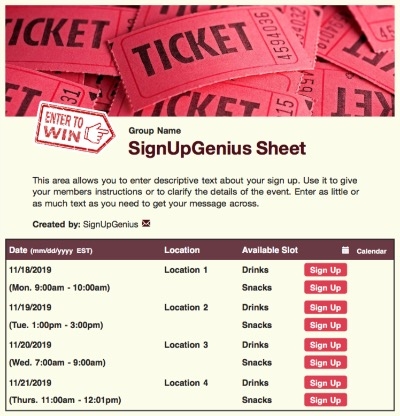 TICKET
TICKET
KET
4594036
15
ENTER TO
WIN
Group Name
SignUpGenius Sheet
This area allows you to enter descriptive text about your sign up. Use it to give
your members instructions or to clarify the details of the event. Enter as little or
as much text as you need to get your message across.
Created by: SignUpGenius
Date (mm/dd/yyyy EST) Location Available Slot Calendar
11/18/2019 Location 1 Drinks Sign Up
(Mon. 9:00am - 10:00am) Snacks Sign Up
11/19/2019 Location 2 Drinks Sign Up
(Tue. 1:00pm - 3:00pm) Snacks Sign Up
11/20/2019 Location 3 Drinks Sign Up
(Wed. 7:00am - 9:00am) Snacks Sign Up
11/21/2019 Location 4 Drinks Sign Up
(Thurs. 11:00am - 12:01pm) Snacks Sign Up